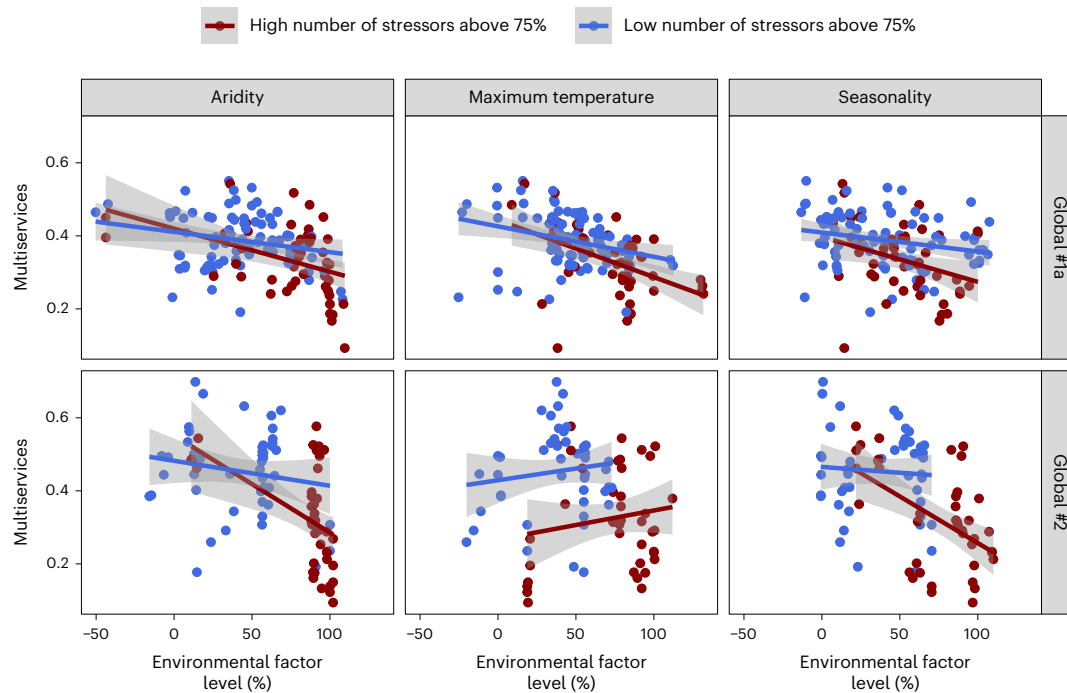 High number of stressors above 75%
Low number of stressors above 75%
Aridity
Maximum temperature
Seasonality
Multiservices
0.6
0.4
0.2
Global #1a
Multiservices
0.6
0.4
0.2
Global #2
−50
0
50
100
−50
0
50
100
−50
0
50
100
Environmental factor
level (%)
Environmental factor
level (%)
Environmental factor
level (%)